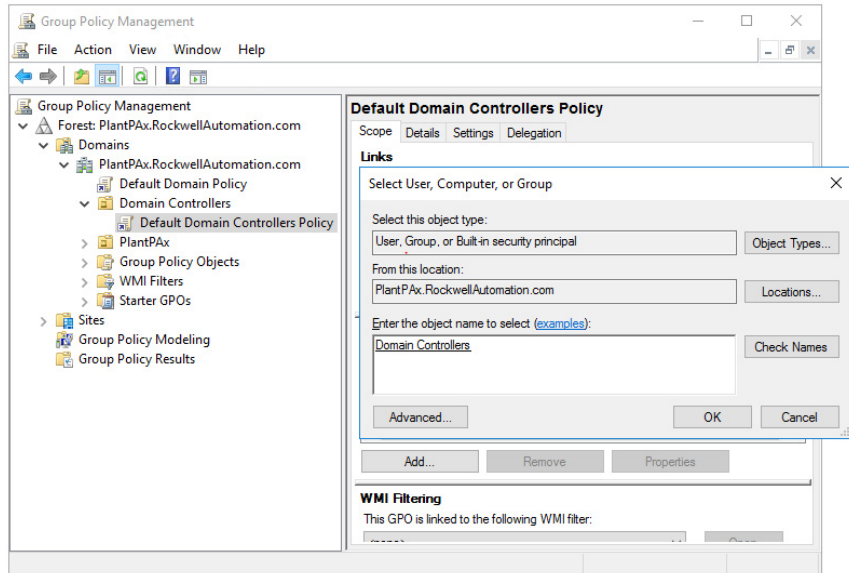 Group Policy Management
File Action View Window Help
Group Policy Management
Forest: PlantPAx.RockwellAutomation.com
Domains
PlantPAx.RockwellAutomation.com
Default Domain Policy
Domain Controllers
Default Domain Controllers Policy
PlantPAx
Group Policy Objects
WMI Filters
Starter GPOs
Sites
Group Policy Modeling
Group Policy Results
Default Domain Controllers Policy
Scope Details Settings Delegation
Links
Select User, Computer, or Group
Select this object type:
User, Group, or Built-in security principal Object Types...
From this location:
PlantPAx.RockwellAutomation.com Locations...
Enter the object name to select (examples):
Domain Controllers Check Names
Advanced... OK Cancel
Add... Remove Properties
WMI Filtering
This GPO is linked to the following WMI filter: